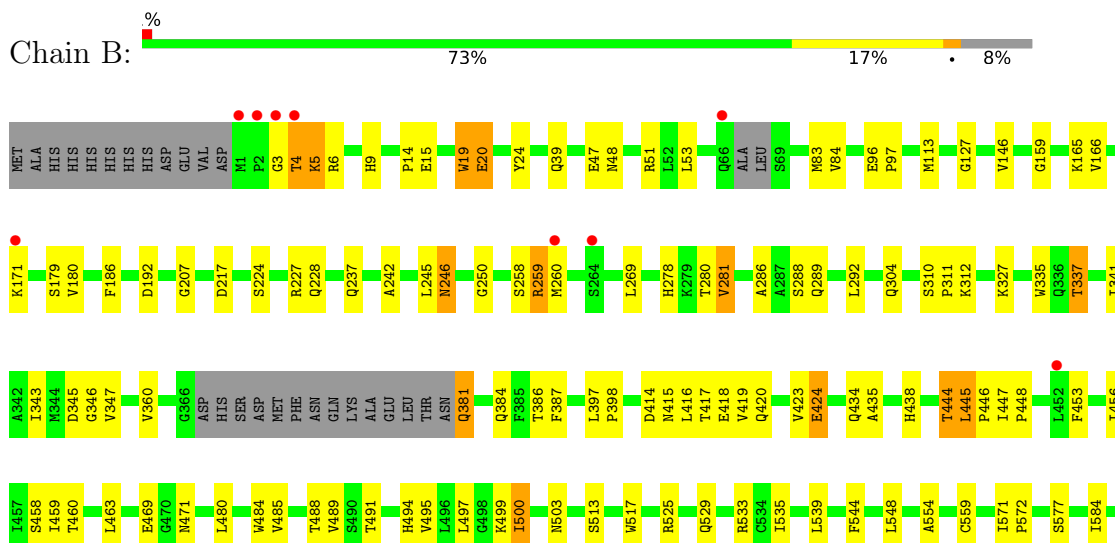 %
Chain B:
73% 17% • 8%
MET ALA HIS HIS HIS HIS HIS HIS ASP GLU VAL ASP M1 P2 G3 T4 K5 R6 H9 P14 E15 W19 E20 Y24 Q39 E47 N48 R51 L52 L53 Q66 ALA LEU S69 M83 V84 E96 P97 M113 G127 V146 G159 K165 V166
K171 S179 V180 F186 D192 G207 D217 S224 R227 Q228 Q237 A242 L245 N246 G250 S258 R259 M260 S264 L269 H278 K279 T280 V281 A286 A287 S288 Q289 L292 Q304 S310 P311 K312 K327 W335 Q336 T337 I341
A342 I343 M344 D345 G346 V347 V360 G366 ASP HIS SER ASP MET PHE ASN GLN LYS ALA GLU LEU THR ASN Q381 Q384 F385 T386 F387 L397 P398 D414 N415 L416 T417 E418 V419 Q420 V423 E424 Q434 A435 H438 T444 L445 P446 I447 P448 L452 F453 I456
I457 S458 I459 T460 L463 E469 G470 N471 L480 W484 V485 T488 V489 S490 T491 H494 V495 L496 L497 G498 K499 I500 N503 S513 W517 R525 Q529 R533 C534 I535 L539 F544 L548 A554 C559 I571 P572 S577 I584